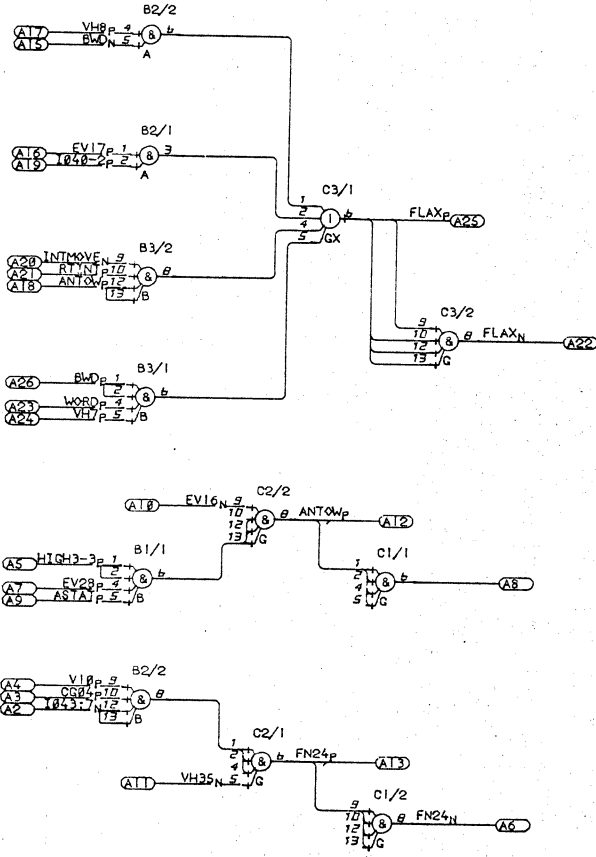 B2/2
A17 VH8P 4 & 6
A15 BWDN 5
A
B2/1
A16 EV17P 1 & 3
A19 I040-2P 2
A
C3/1
1
2
4
5 GX
I 6 FLAXP A25
B3/2
A20 INTMOVEN 9
A21 P 10 & 8
A18 ANTOWP 12
13 B
C3/2
9
10
12
13 G
& 8 FLAXN A22
B3/1
A26 BWDP 1
2 & 6
A23 WORDP 4
A24 VH7P 5 B
C2/2
A10 EV16N 9
10
12
13 G
& 8 ANTOWP A12
B1/1
A5 HIGH3-3P 1
2 & 6
A7 EV28P 4
A9 P 5 B
C1/1
1
2
4
5 G
& 6 A8
B2/2
A4 V10P 9
A3 CG04P 10 & 8
A2 N 12
13 B
C2/1
1
2
4
A11 VH35N 5 G
& 6 FN24P A13
C1/2
9
10
12
13 G
& 8 FN24N A6